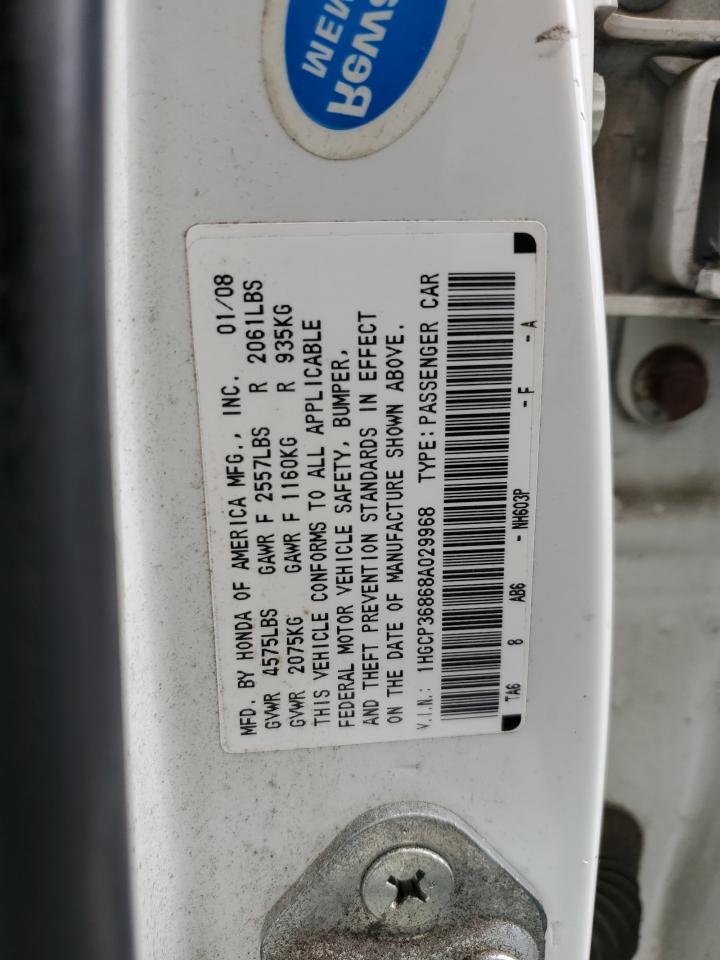 MEM
Rews
MFD. BY HONDA OF AMERICA MFG., INC. 01/08
GVWR 4575LBS GAWR F 2557LBS R 2061LBS
GVWR 2075KG GAWR F 1160KG R 935KG
THIS VEHICLE CONFORMS TO ALL APPLICABLE
FEDERAL MOTOR VEHICLE SAFETY, BUMPER,
AND THEFT PREVENTION STANDARDS IN EFFECT
ON THE DATE OF MANUFACTURE SHOWN ABOVE.
V.I.N.: 1HGCP36868A029968 TYPE: PASSENGER CAR
TA6 8 AB6 - NH603P - F - A